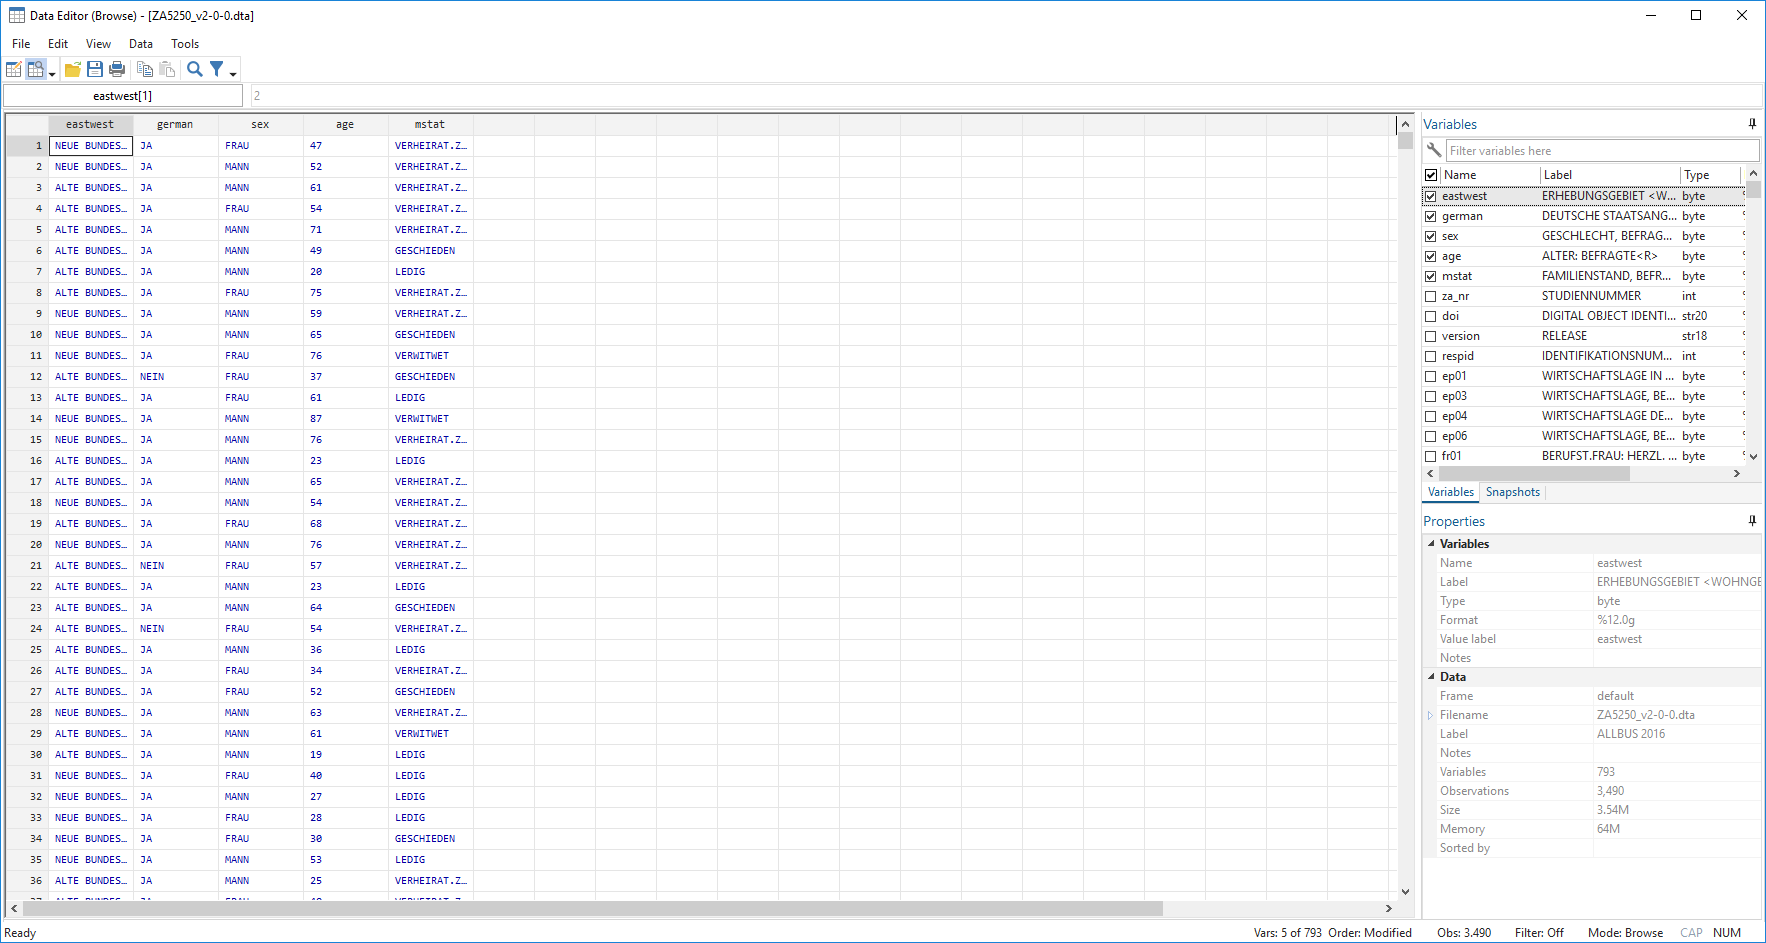 Data Editor (Browse) - [ZA5250_v2-0-0.dta]
File Edit View Data Tools
eastwest[1] 2
eastwest german sex age mstat
1 NEUE BUNDES… JA FRAU 47 VERHEIRAT.Z…
2 NEUE BUNDES… JA MANN 52 VERHEIRAT.Z…
3 ALTE BUNDES… JA MANN 61 VERHEIRAT.Z…
4 ALTE BUNDES… JA FRAU 54 VERHEIRAT.Z…
5 ALTE BUNDES… JA MANN 71 VERHEIRAT.Z…
6 ALTE BUNDES… JA MANN 49 GESCHIEDEN
7 ALTE BUNDES… JA MANN 20 LEDIG
8 ALTE BUNDES… JA FRAU 75 VERHEIRAT.Z…
9 NEUE BUNDES… JA MANN 59 VERHEIRAT.Z…
10 NEUE BUNDES… JA MANN 65 GESCHIEDEN
11 NEUE BUNDES… JA FRAU 76 VERWITWET
12 ALTE BUNDES… NEIN FRAU 37 GESCHIEDEN
13 ALTE BUNDES… JA FRAU 61 LEDIG
14 NEUE BUNDES… JA MANN 87 VERWITWET
15 NEUE BUNDES… JA MANN 76 VERHEIRAT.Z…
16 ALTE BUNDES… JA MANN 23 LEDIG
17 ALTE BUNDES… JA MANN 65 VERHEIRAT.Z…
18 NEUE BUNDES… JA MANN 54 VERHEIRAT.Z…
19 ALTE BUNDES… JA FRAU 68 VERHEIRAT.Z…
20 NEUE BUNDES… JA MANN 76 VERHEIRAT.Z…
21 ALTE BUNDES… NEIN FRAU 57 VERHEIRAT.Z…
22 ALTE BUNDES… JA MANN 23 LEDIG
23 ALTE BUNDES… JA MANN 64 GESCHIEDEN
24 ALTE BUNDES… NEIN FRAU 54 VERHEIRAT.Z…
25 ALTE BUNDES… JA MANN 36 LEDIG
26 ALTE BUNDES… JA FRAU 34 VERHEIRAT.Z…
27 ALTE BUNDES… JA FRAU 52 GESCHIEDEN
28 NEUE BUNDES… JA MANN 63 VERHEIRAT.Z…
29 ALTE BUNDES… JA MANN 61 VERWITWET
30 ALTE BUNDES… JA MANN 19 LEDIG
31 NEUE BUNDES… JA FRAU 40 LEDIG
32 NEUE BUNDES… JA MANN 27 LEDIG
33 ALTE BUNDES… JA FRAU 28 LEDIG
34 NEUE BUNDES… JA FRAU 30 GESCHIEDEN
35 NEUE BUNDES… JA MANN 53 LEDIG
36 ALTE BUNDES… JA MANN 25 VERHEIRAT.Z…
Variables
Filter variables here
Name Label Type
eastwest ERHEBUNGSGEBIET <W... byte
german DEUTSCHE STAATSANG... byte
sex GESCHLECHT, BEFRAG... byte
age ALTER: BEFRAGTE<R> byte
mstat FAMILIENSTAND, BEFR... byte
za_nr STUDIENNUMMER int
doi DIGITAL OBJECT IDENTI... str20
version RELEASE str18
respid IDENTIFIKATIONSNUM... int
ep01 WIRTSCHAFTSLAGE IN ... byte
ep03 WIRTSCHAFTSLAGE, BE... byte
ep04 WIRTSCHAFTSLAGE DE... byte
ep06 WIRTSCHAFTSLAGE, BE... byte
fr01 BERUFST.FRAU: HERZL. ... byte
Variables Snapshots
Properties
Variables
Name eastwest
Label ERHEBUNGSGEBIET <WOHNGE
Type byte
Format %12.0g
Value label eastwest
Notes
Data
Frame default
Filename ZA5250_v2-0-0.dta
Label ALLBUS 2016
Notes
Variables 793
Observations 3,490
Size 3.54M
Memory 64M
Sorted by
Ready Vars: 5 of 793 Order: Modified Obs: 3.490 Filter: Off Mode: Browse CAP NUM